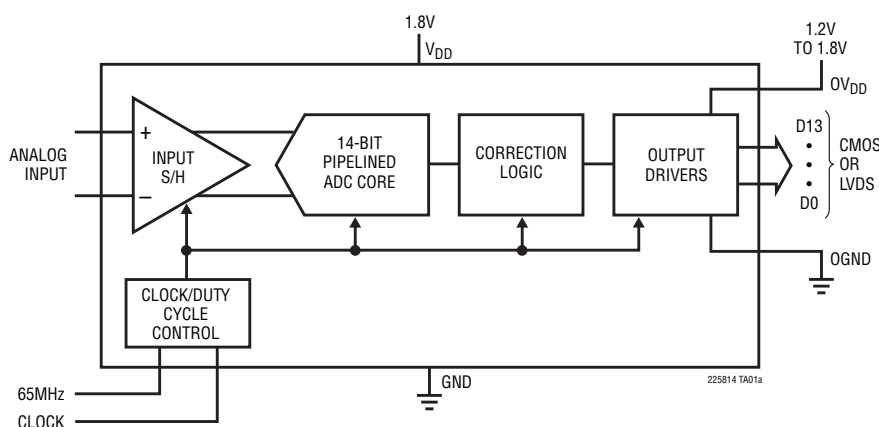 1.8V
VDD
1.2V
TO 1.8V
OVDD
ANALOG
INPUT
+
−
INPUT
S/H
14-BIT
PIPELINED
ADC CORE
CORRECTION
LOGIC
OUTPUT
DRIVERS
D13
•
•
•
D0
CMOS
OR
LVDS
OGND
CLOCK/DUTY
CYCLE
CONTROL
GND
225814 TA01a
65MHz
CLOCK